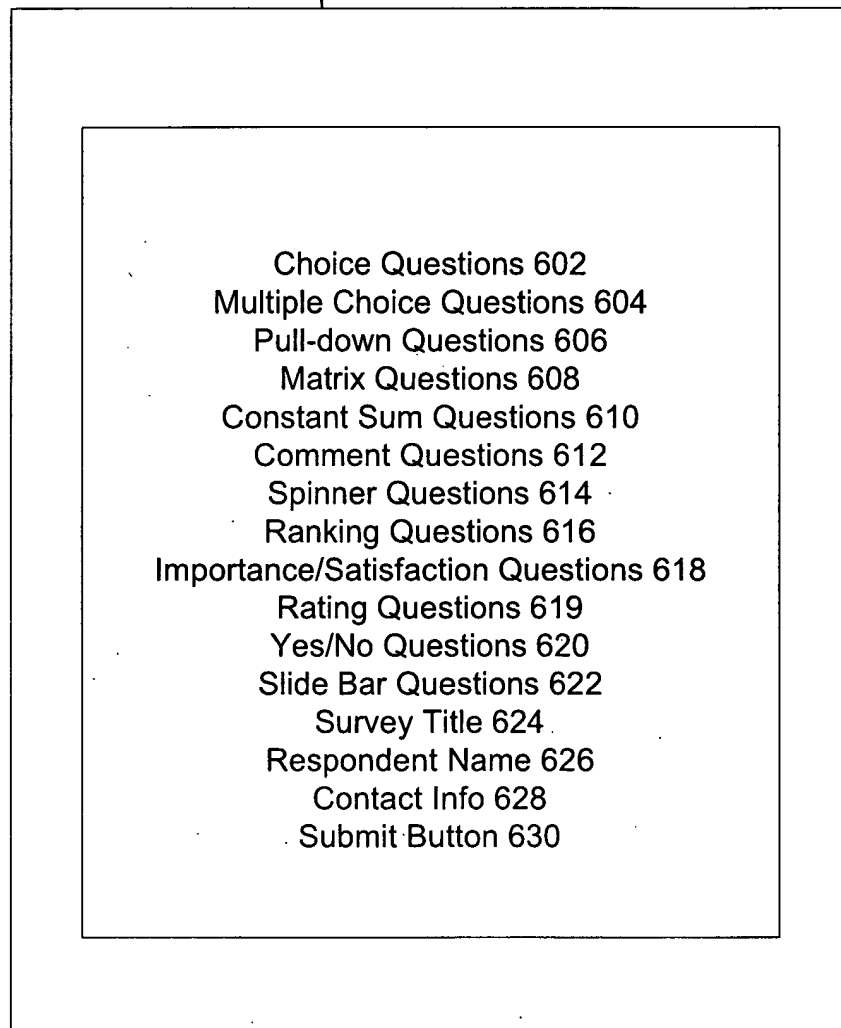 Choice Questions 602
Multiple Choice Questions 604
Pull-down Questions 606
Matrix Questions 608
Constant Sum Questions 610
Comment Questions 612
Spinner Questions 614
Ranking Questions 616
Importance/Satisfaction Questions 618
Rating Questions 619
Yes/No Questions 620
Slide Bar Questions 622
Survey Title 624
Respondent Name 626
Contact Info 628
Submit Button 630